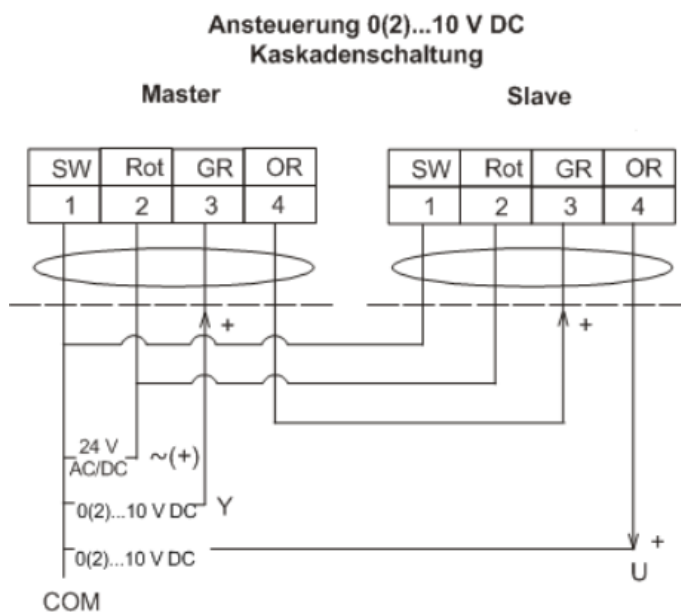 Ansteuerung 0(2)...10 V DC
Kaskadenschaltung
Master Slave
SW Rot GR OR SW Rot GR OR
1 2 3 4 1 2 3 4
+ +
24 V
AC/DC ~(+)
0(2)...10 V DC Y
0(2)...10 V DC +
U
COM